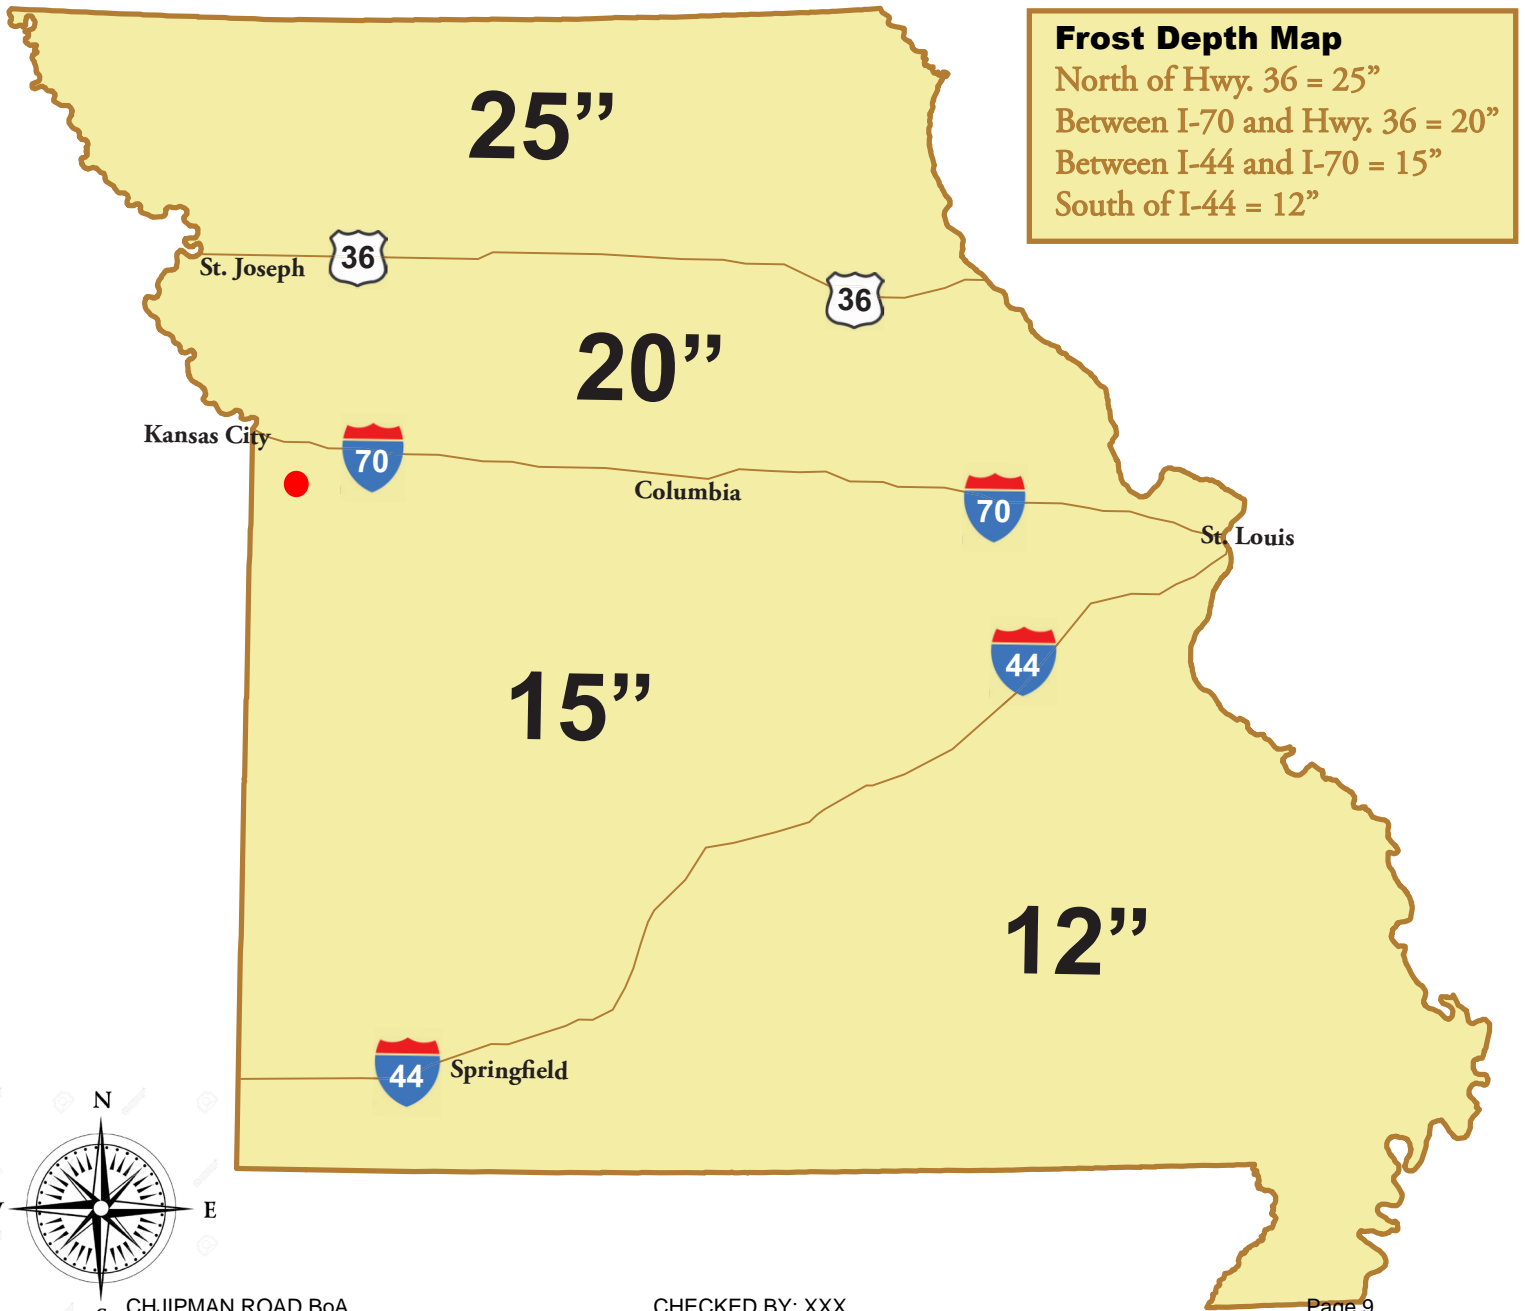 Frost Depth Map
North of Hwy. 36 = 25”
Between I-70 and Hwy. 36 = 20”
Between I-44 and I-70 = 15”
South of I-44 = 12”
25”
36
St. Joseph
36
20”
Kansas City
70
Columbia
70
St. Louis
44
15”
12”
44
Springfield
N
E
CHJIPMAN ROAD BoA
CHECKED BY: XXX
Page 9